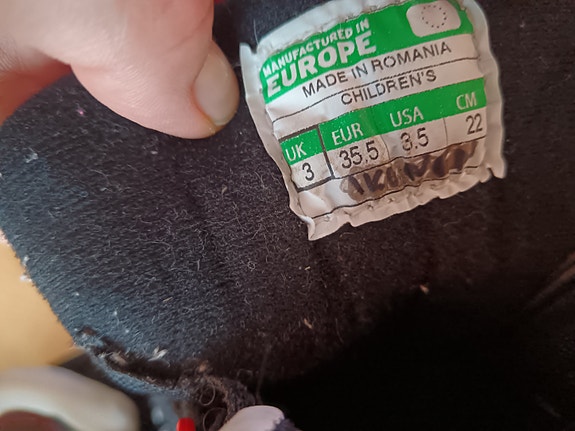 MANUFACTURED IN
EUROPE
MADE IN ROMANIA
CHILDREN'S
UK EUR USA CM
3 35.5 3.5 22